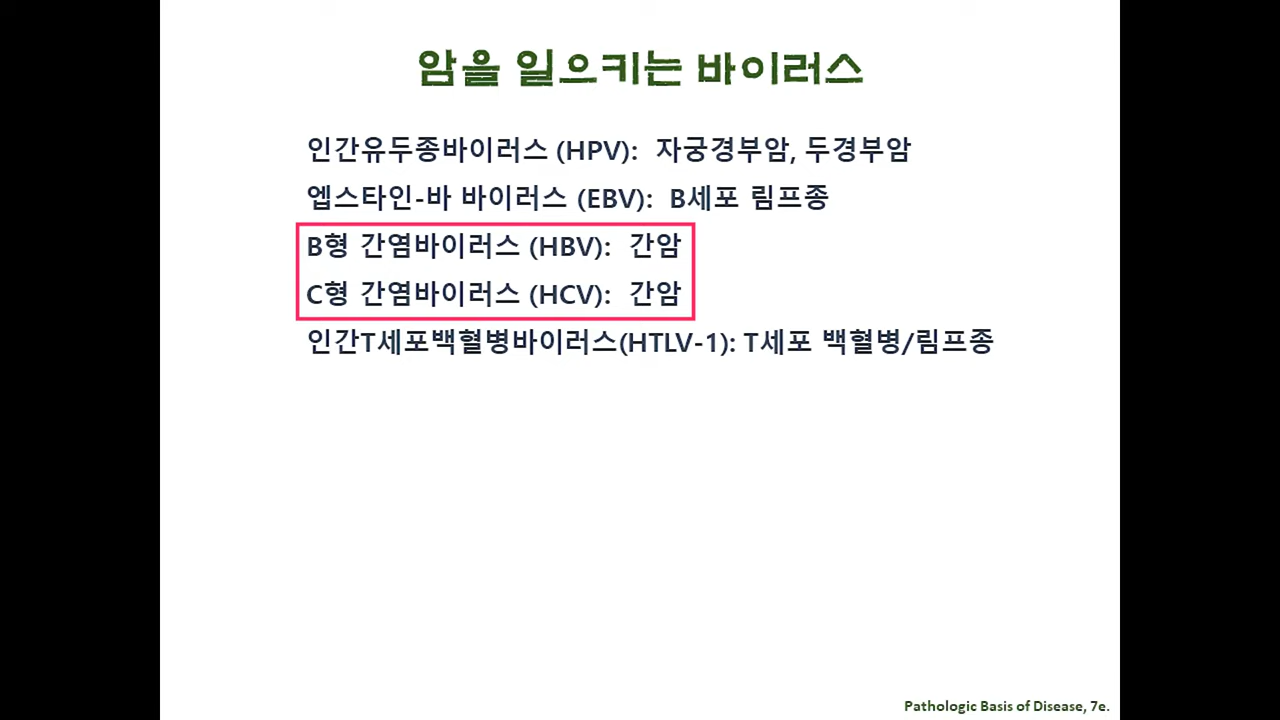 암을 일으키는 바이러스
인간유두종바이러스 (HPV): 자궁경부암, 두경부암
엡스타인-바 바이러스 (EBV): B세포 림프종
B형 간염바이러스 (HBV): 간암
C형 간염바이러스 (HCV): 간암
인간T세포백혈병바이러스(HTLV-1): T세포 백혈병/림프종
Pathologic Basis of Disease, 7e.